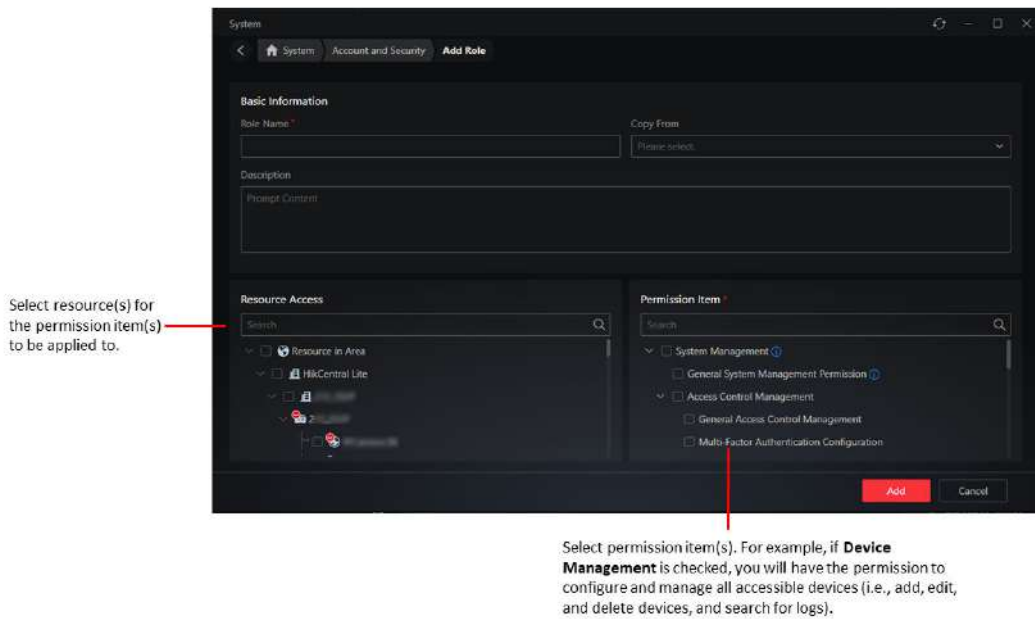 System
System
Account and Security
Add Role
Basic Information
Role Name *
Copy From
Please select.
Description
Prompt Content
Select resource(s) for
the permission item(s)
to be applied to.
Resource Access
Search
Resource in Area
HikCentral Lite
Permission Item *
Search
System Management
General System Management Permission
Access Control Management
General Access Control Management
Multi-Factor Authentication Configuration
Add
Cancel
Select permission item(s). For example, if Device
Management is checked, you will have the permission to
configure and manage all accessible devices (i.e., add, edit,
and delete devices, and search for logs).